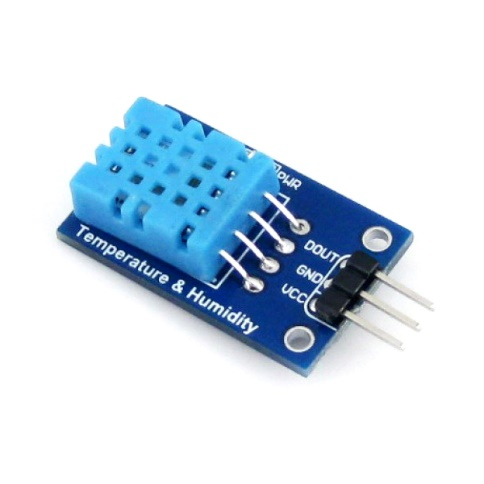 PWR
DOUT
GND
VCC
Temperature & Humidity